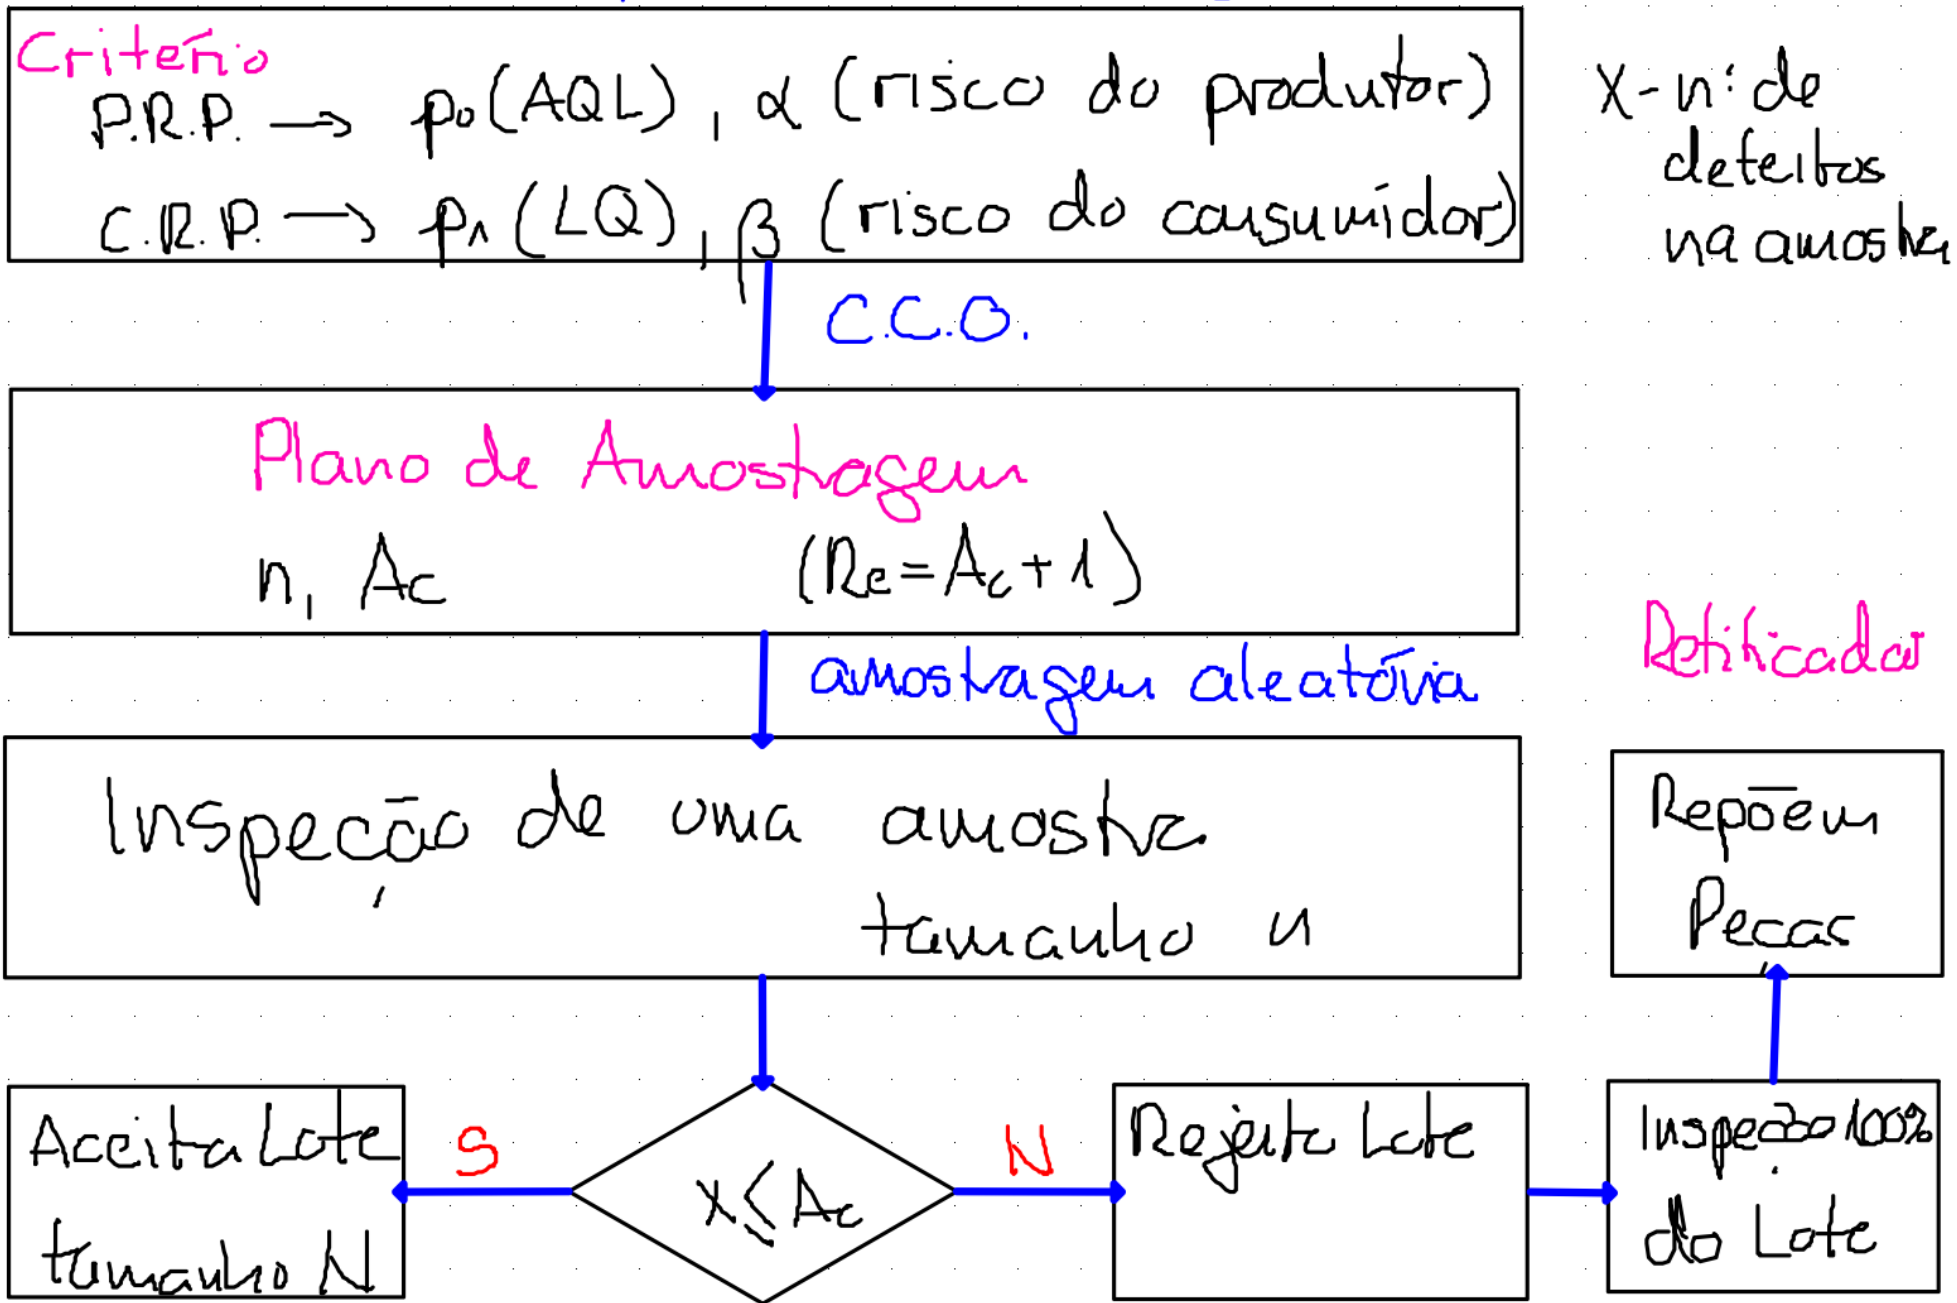 Critério
P.R.P. → p₀ (AQL), α (risco do produtor)
C.R.P. → p₁ (LQ), β (risco do consumidor)
X - nº de
defeitos
na amostra
C.C.O.
Plano de Amostragem
n, Ac (Re = Ac + 1)
amostragem aleatória
Retificador
Inspeção de uma amostra
tamanho n
Repõem
Peças
Aceita Lote
tamanho N
S
X ≤ Ac
N
Rejeita Lote
Inspeção 100%
do Lote